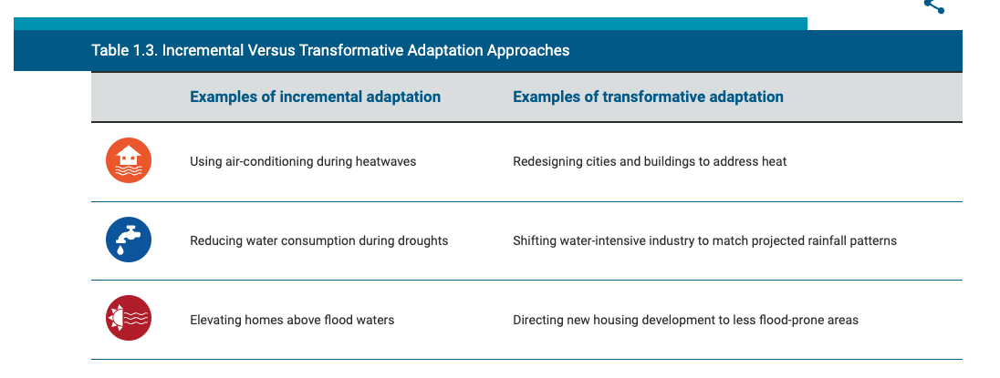 Table 1.3. Incremental Versus Transformative Adaptation Approaches
Examples of incremental adaptation Examples of transformative adaptation
Using air-conditioning during heatwaves Redesigning cities and buildings to address heat
Reducing water consumption during droughts Shifting water-intensive industry to match projected rainfall patterns
Elevating homes above flood waters Directing new housing development to less flood-prone areas